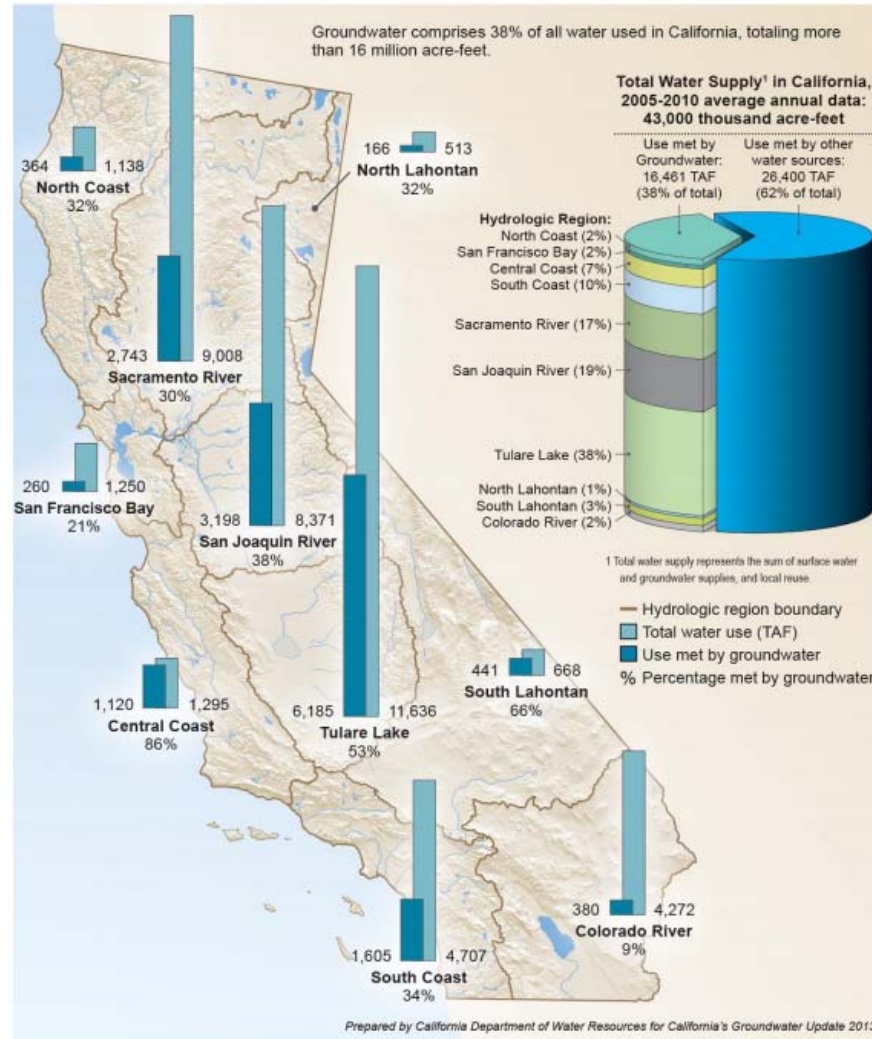 Groundwater comprises 38% of all water used in California, totaling more
than 16 million acre-feet.
Total Water Supply¹ in California,
2005-2010 average annual data:
43,000 thousand acre-feet
Use met by
Groundwater:
16,461 TAF
(38% of total)
Use met by other
water sources:
26,400 TAF
(62% of total)
Hydrologic Region:
North Coast (2%)
San Francisco Bay (2%)
Central Coast (7%)
South Coast (10%)
Sacramento River (17%)
San Joaquin River (19%)
Tulare Lake (38%)
North Lahontan (1%)
South Lahontan (3%)
Colorado River (2%)
1 Total water supply represents the sum of surface water
and groundwater supplies, and local reuse.
Hydrologic region boundary
Total water use (TAF)
Use met by groundwater
% Percentage met by groundwater
364 1,138
North Coast
32%
166 513
North Lahontan
32%
2,743 9,008
Sacramento River
30%
260 1,250
San Francisco Bay
21%
3,198 8,371
San Joaquin River
38%
1,120 1,295
Central Coast
86%
6,185 11,636
Tulare Lake
53%
441 668
South Lahontan
66%
380 4,272
Colorado River
9%
1,605 4,707
South Coast
34%
Prepared by California Department of Water Resources for California's Groundwater Update 2013